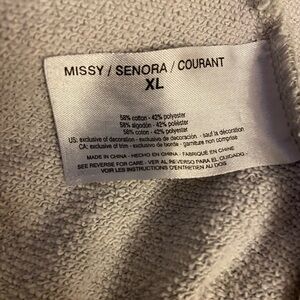 MISSY / SENORA / COURANT
XL
58% cotton - 42% polyester
58% algodón - 42% poliéster
58% coton - 42% polyester
US: exclusive of decoration - exclusivo de decoración - sauf la décoration
CA: exclusive of trim - exclusivo de borde - garniture non comprise
MADE IN CHINA - HECHO EN CHINA - FABRIQUÉ EN CHINE
SEE REVERSE FOR CARE - VER AL REVERSO PARA EL CUIDADO -
VOIR LES INSTRUCTIONS D'ENTRETIEN AU DOS